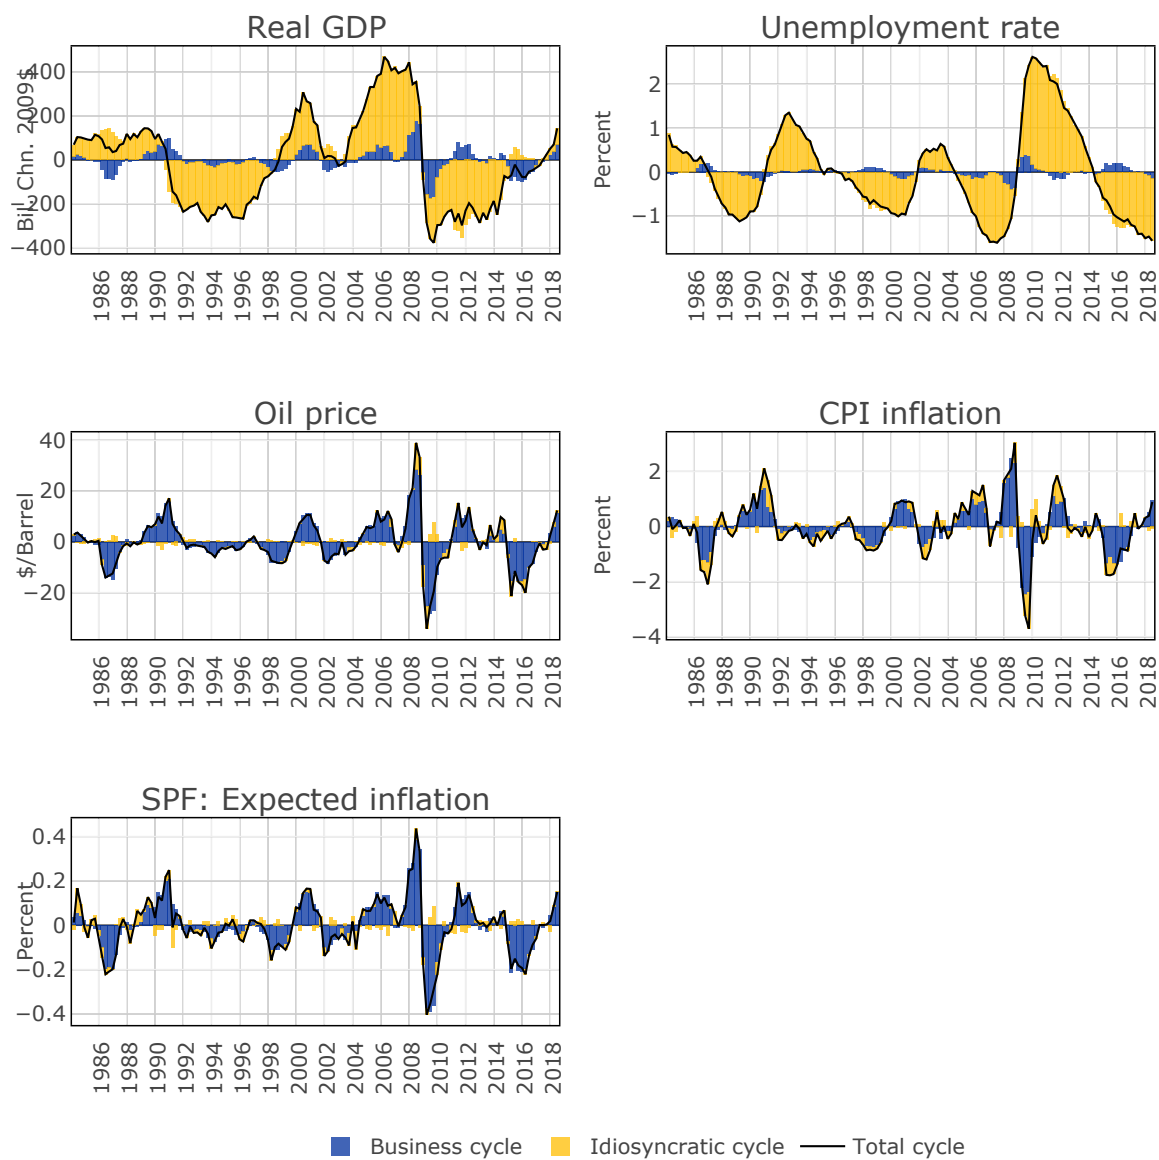 Real GDP
Bil. Chn. 2009$
400
200
0
−200
−400
1986 1988 1990 1992 1994 1996 1998 2000 2002 2004 2006 2008 2010 2012 2014 2016 2018
Unemployment rate
Percent
2
1
0
−1
1986 1988 1990 1992 1994 1996 1998 2000 2002 2004 2006 2008 2010 2012 2014 2016 2018
Oil price
$/Barrel
40
20
0
−20
1986 1988 1990 1992 1994 1996 1998 2000 2002 2004 2006 2008 2010 2012 2014 2016 2018
CPI inflation
Percent
2
0
−2
−4
1986 1988 1990 1992 1994 1996 1998 2000 2002 2004 2006 2008 2010 2012 2014 2016 2018
SPF: Expected inflation
Percent
0.4
0.2
0
−0.2
−0.4
1986 1988 1990 1992 1994 1996 1998 2000 2002 2004 2006 2008 2010 2012 2014 2016 2018
Business cycle Idiosyncratic cycle Total cycle